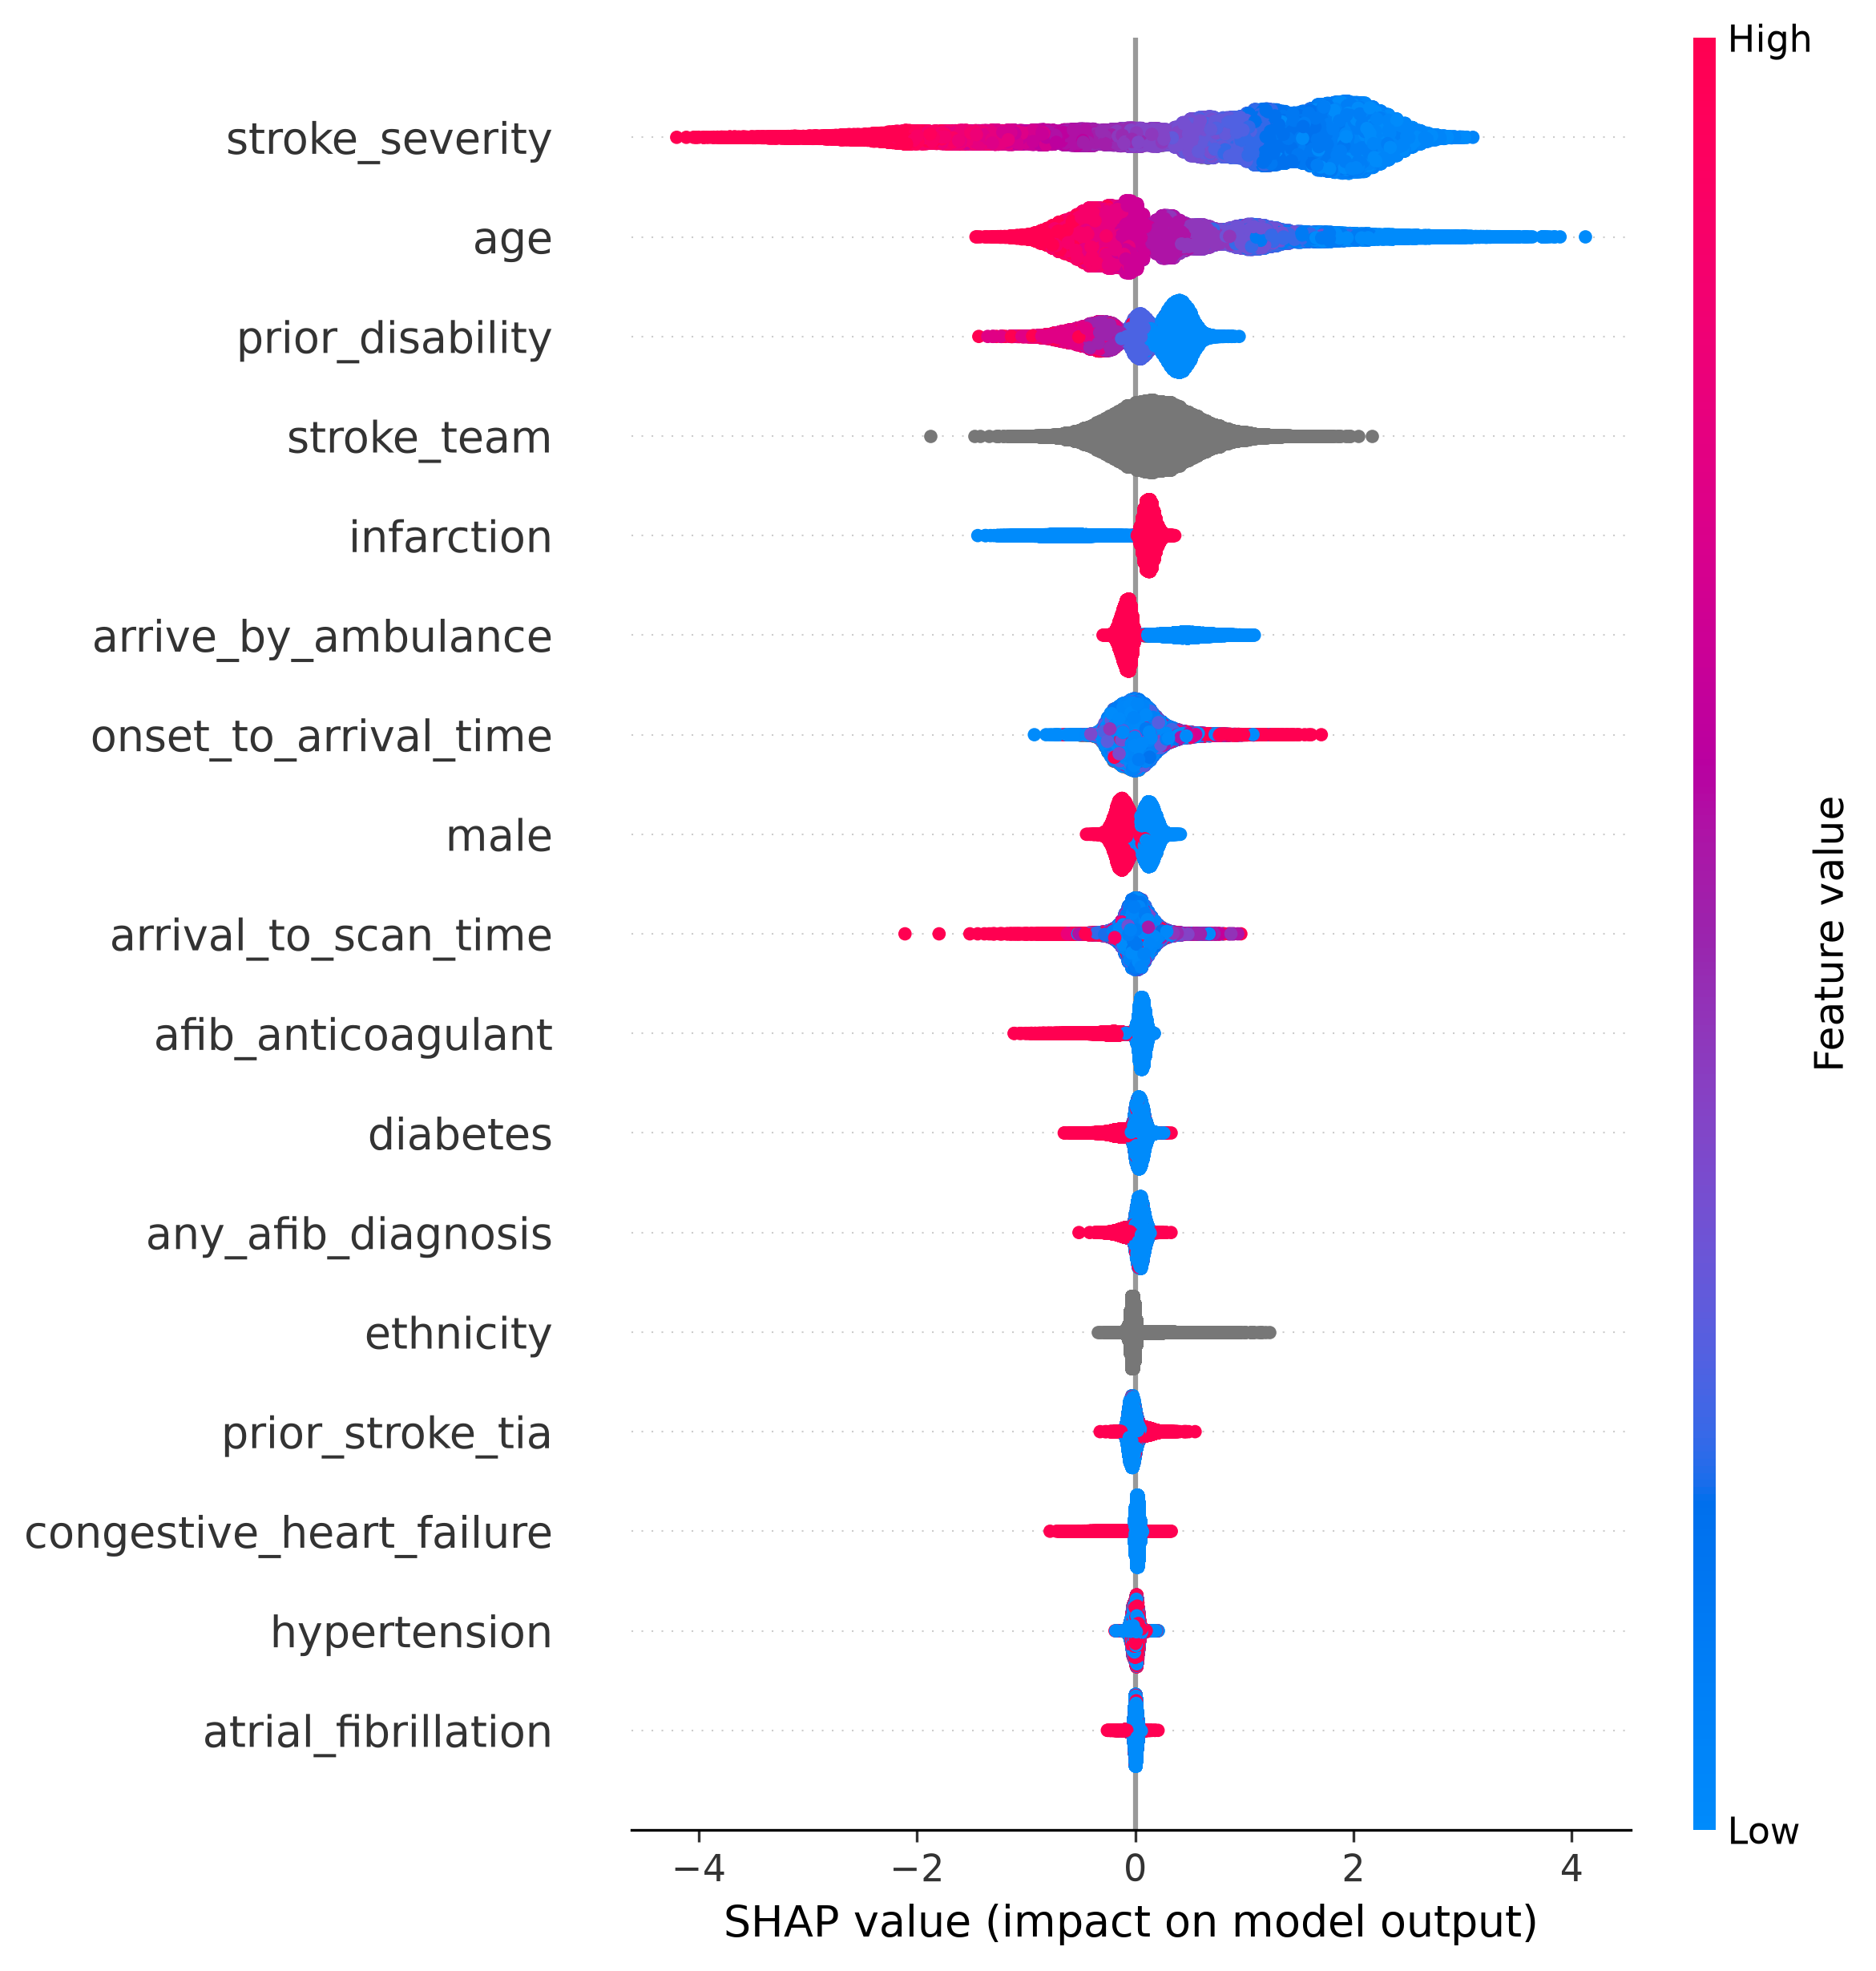 High
stroke_severity
age
prior_disability
stroke_team
infarction
arrive_by_ambulance
onset_to_arrival_time
male
arrival_to_scan_time
afib_anticoagulant
diabetes
any_afib_diagnosis
ethnicity
prior_stroke_tia
congestive_heart_failure
hypertension
atrial_fibrillation
Feature value
Low
−4 −2 0 2 4
SHAP value (impact on model output)